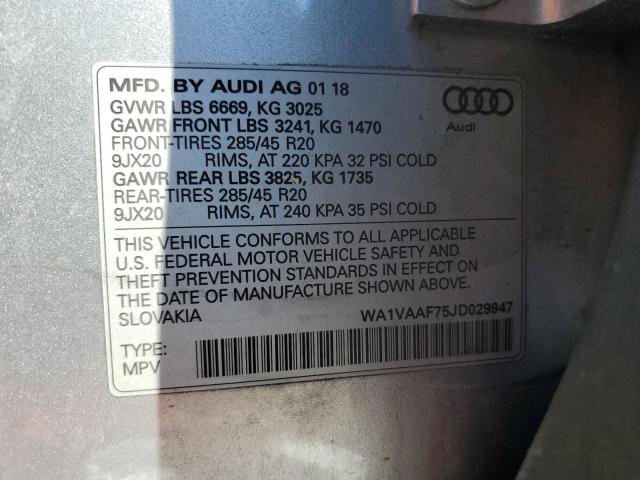 MFD. BY AUDI AG 01 18
GVWR LBS 6669, KG 3025
GAWR FRONT LBS 3241, KG 1470
FRONT-TIRES 285/45 R20
9JX20 RIMS, AT 220 KPA 32 PSI COLD
GAWR REAR LBS 3825, KG 1735
REAR-TIRES 285/45 R20
9JX20 RIMS, AT 240 KPA 35 PSI COLD
Audi
THIS VEHICLE CONFORMS TO ALL APPLICABLE
U.S. FEDERAL MOTOR VEHICLE SAFETY AND
THEFT PREVENTION STANDARDS IN EFFECT ON
THE DATE OF MANUFACTURE SHOWN ABOVE.
SLOVAKIA WA1VAAF75JD029947
TYPE:
MPV